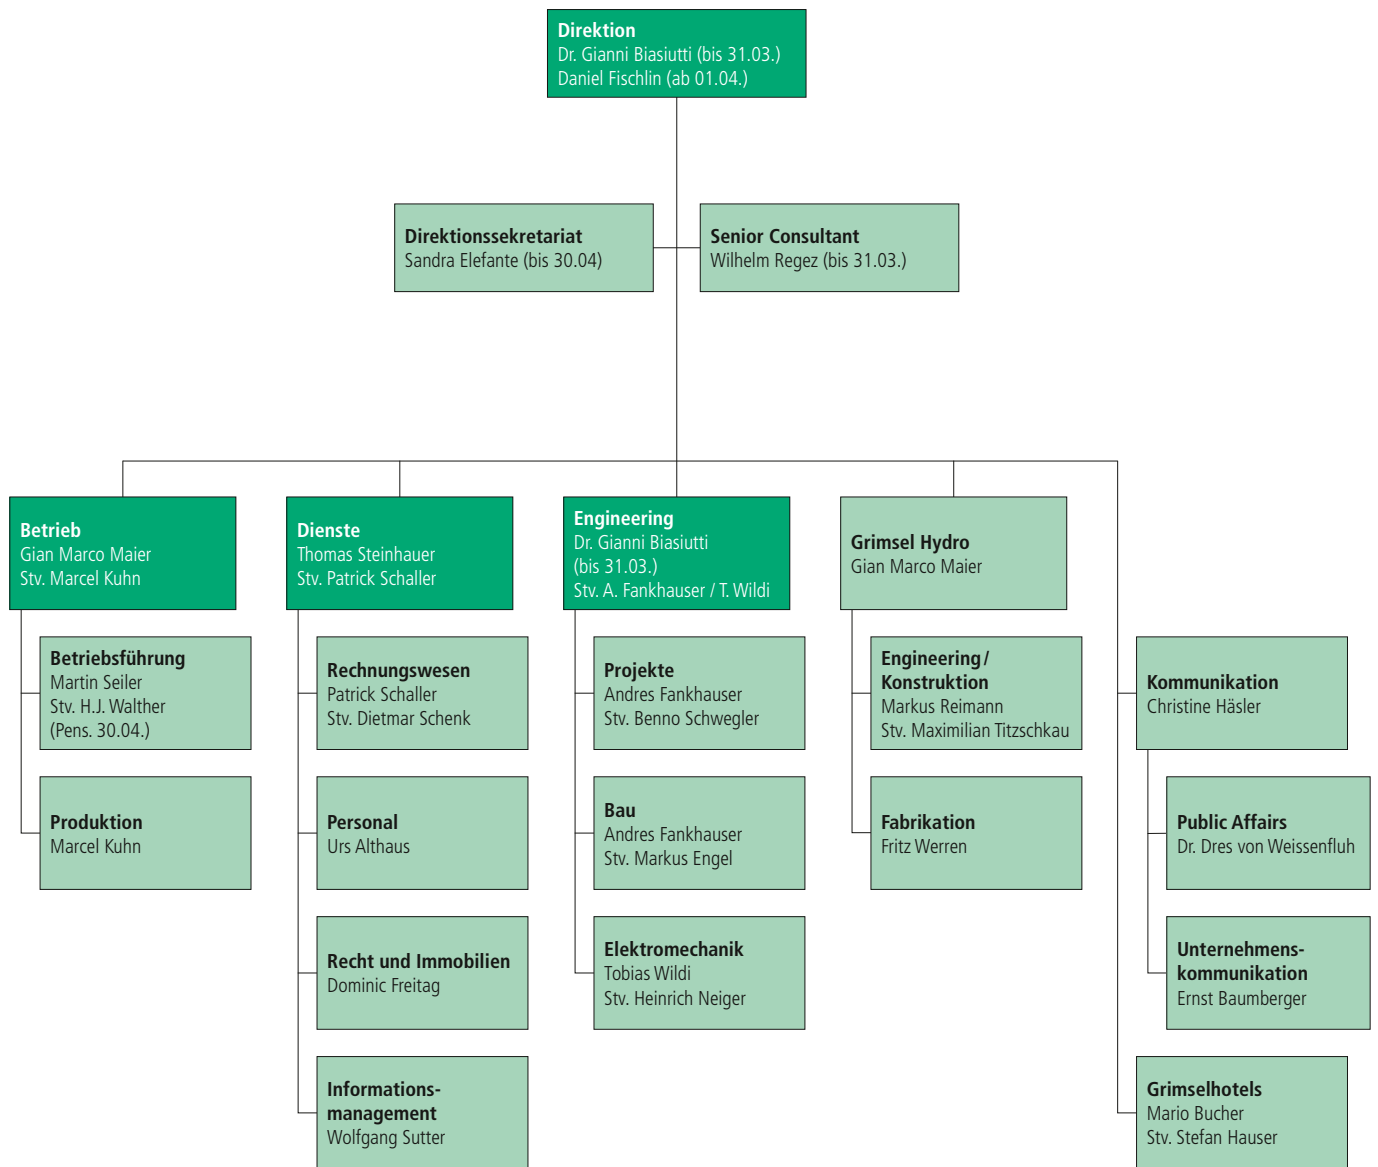 Direktion
Dr. Gianni Biasiutti (bis 31.03.)
Daniel Fischlin (ab 01.04.)
Direktionssekretariat
Sandra Elefante (bis 30.04)
Senior Consultant
Wilhelm Regez (bis 31.03.)
Betrieb
Gian Marco Maier
Stv. Marcel Kuhn
Dienste
Thomas Steinhauer
Stv. Patrick Schaller
Engineering
Dr. Gianni Biasiutti
(bis 31.03.)
Stv. A. Fankhauser / T. Wildi
Grimsel Hydro
Gian Marco Maier
Betriebsführung
Martin Seiler
Stv. H.J. Walther
(Pens. 30.04.)
Rechnungswesen
Patrick Schaller
Stv. Dietmar Schenk
Projekte
Andres Fankhauser
Stv. Benno Schwegler
Engineering /
Konstruktion
Markus Reimann
Stv. Maximilian Titzschkau
Kommunikation
Christine Häsler
Produktion
Marcel Kuhn
Personal
Urs Althaus
Bau
Andres Fankhauser
Stv. Markus Engel
Fabrikation
Fritz Werren
Public Affairs
Dr. Dres von Weissenfluh
Recht und Immobilien
Dominic Freitag
Elektromechanik
Tobias Wildi
Stv. Heinrich Neiger
Unternehmens-
kommunikation
Ernst Baumberger
Informations-
management
Wolfgang Sutter
Grimselhotels
Mario Bucher
Stv. Stefan Hauser